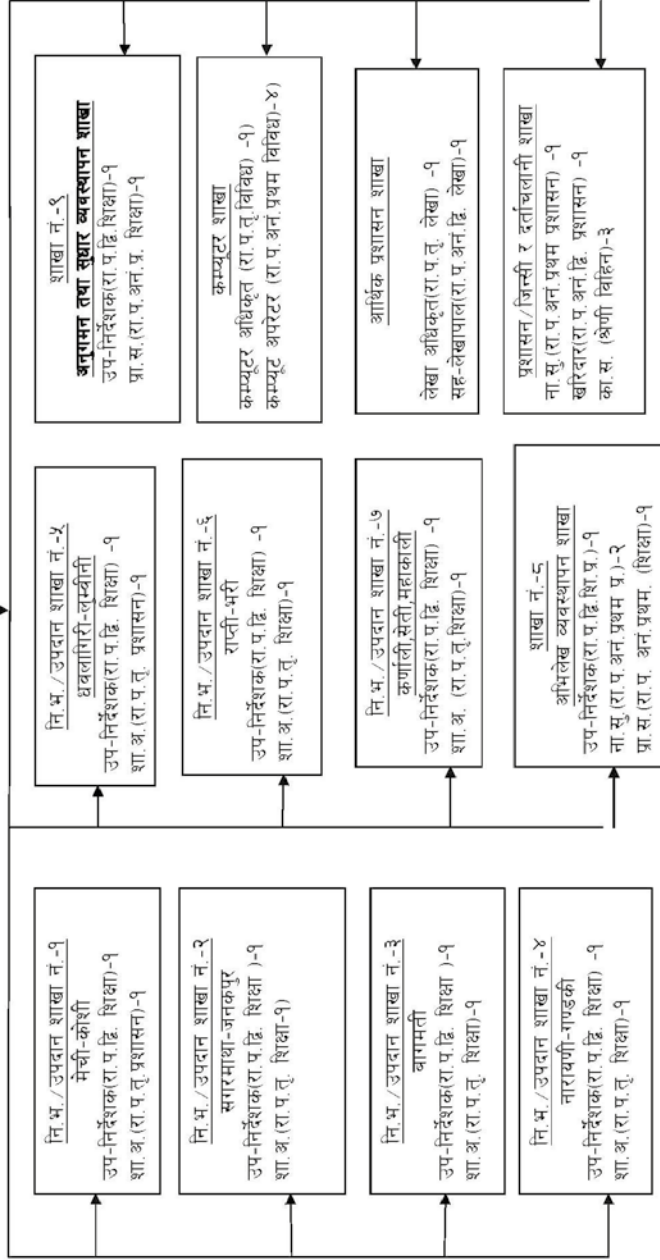 नि.भ./उपदान शाखा नं.-१
मेची-कोशी
उप-निर्देशक(रा.प.द्वि. शिक्षा)-१
शा.अ.(रा.प.तृ.प्रशासन)-१
नि.भ./उपदान शाखा नं.-२
सगरमाथा-जनकपुर
उप-निर्देशक(रा.प.द्वि. शिक्षा )-१
शा.अ.(रा.प.तृ. शिक्षा-१)
नि.भ./उपदान शाखा नं.-३
बागमती
उप-निर्देशक(रा.प.द्वि. शिक्षा )-१
शा.अ.(रा.प.तृ. शिक्षा)-१
नि.भ./उपदान शाखा नं.-४
नारायणी-गण्डकी
उप-निर्देशक(रा.प.द्वि. शिक्षा) -१
शा.अ.(रा.प.तृ. शिक्षा)-१
नि.भ./उपदान शाखा नं.-५
धवलागिरी-लुम्वीनी
उप-निर्देशक(रा.प.द्वि. शिक्षा) -१
शा.अ.(रा.प.तृ. प्रशासन)-१
नि.भ./उपदान शाखा नं.-६
राप्ती-भरी
उप-निर्देशक(रा.प.द्वि. शिक्षा) -१
शा.अ.(रा.प.तृ. शिक्षा)-१
नि.भ./उपदान शाखा नं.-७
कर्णाली,सेती,महाकाली
उप-निर्देशक(रा.प.द्वि. शिक्षा) -१
शा.अ. (रा.प.तृ.शिक्षा)-१
शाखा नं.-८
अभिलेख व्यवस्थापन शाखा
उप-निर्देशक(रा.प.द्वि.शि.प्र.)-१
ना.सु.(रा.प.अनं.प्रथम प्र.)-२
प्रा.स.(रा.प. अनं.प्रथम. (शिक्षा)-१
शाखा नं.-९
अनुगमन तथा सुधार व्यवस्थापन शाखा
उप-निर्देशक(रा.प.द्वि.शिक्षा)-१
प्रा.स.(रा.प.अनं.प्र. शिक्षा)-१
कम्प्यूटर शाखा
कम्प्यूटर अधिकृत (रा.प.तृ.विविध) -१)
कम्प्यूट अपरेटर (रा.प.अनं.प्रथम विविध)-४)
आर्थिक प्रशासन शाखा
लेखा अधिकृत(रा.प.तृ. लेखा) -१
सह-लेखापाल(रा.प.अनं.द्वि. लेखा)-१
प्रशासन/जिन्सी र दर्ताचलानी शाखा
ना.सु.(रा.प.अनं.प्रथम प्रशासन) -१
खरिदार(रा.प.अनं.द्वि. प्रशासन) -१
का.स. (श्रेणी विहिन)-३